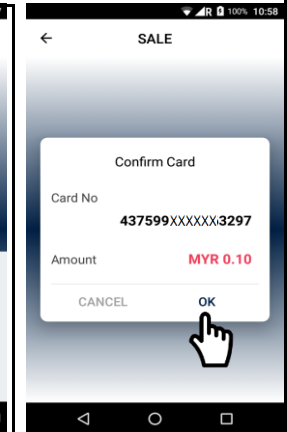 R 100% 10:58
SALE
Confirm Card
Card No
437599XXXXXX3297
Amount MYR 0.10
CANCEL OK